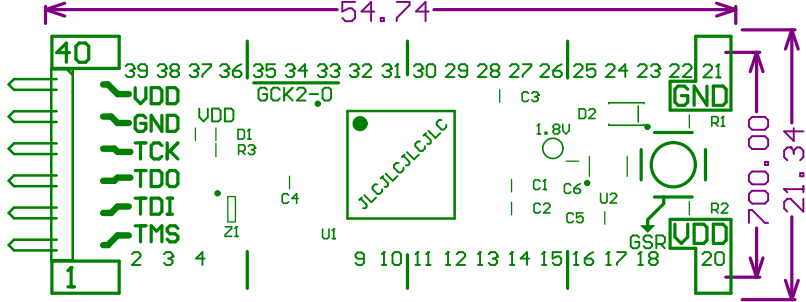 54.74
40
39 38 37 36 35 34 33 32 31 30 29 28 27 26 25 24 23 22 21
VDD
GCK2-0
GND
C3
GND
VDD
D2
R1
TCK
D1
R3
1.8V
JLCJLCJLCJLCJLC
TDO
C4
C1
C6
U2
700.00
21.34
TDI
C2
C5
R2
TMS
Z1
U1
GSR
VDD
1
2 3 4 9 10 11 12 13 14 15 16 17 18 20